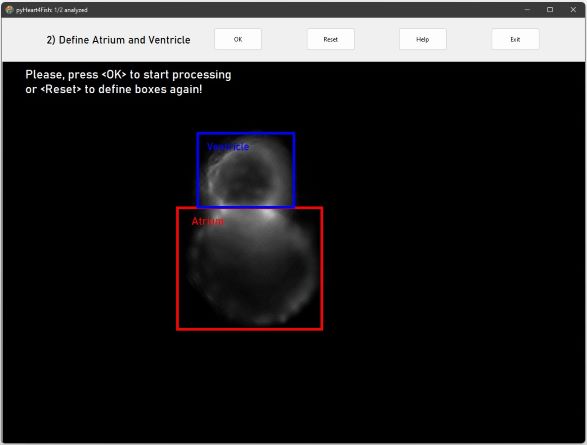 pyHeart4Fish: 1/2 analyzed
2) Define Atrium and Ventricle
OK
Reset
Help
Exit
Please, press <OK> to start processing
or <Reset> to define boxes again!
Ventricle
Atrium